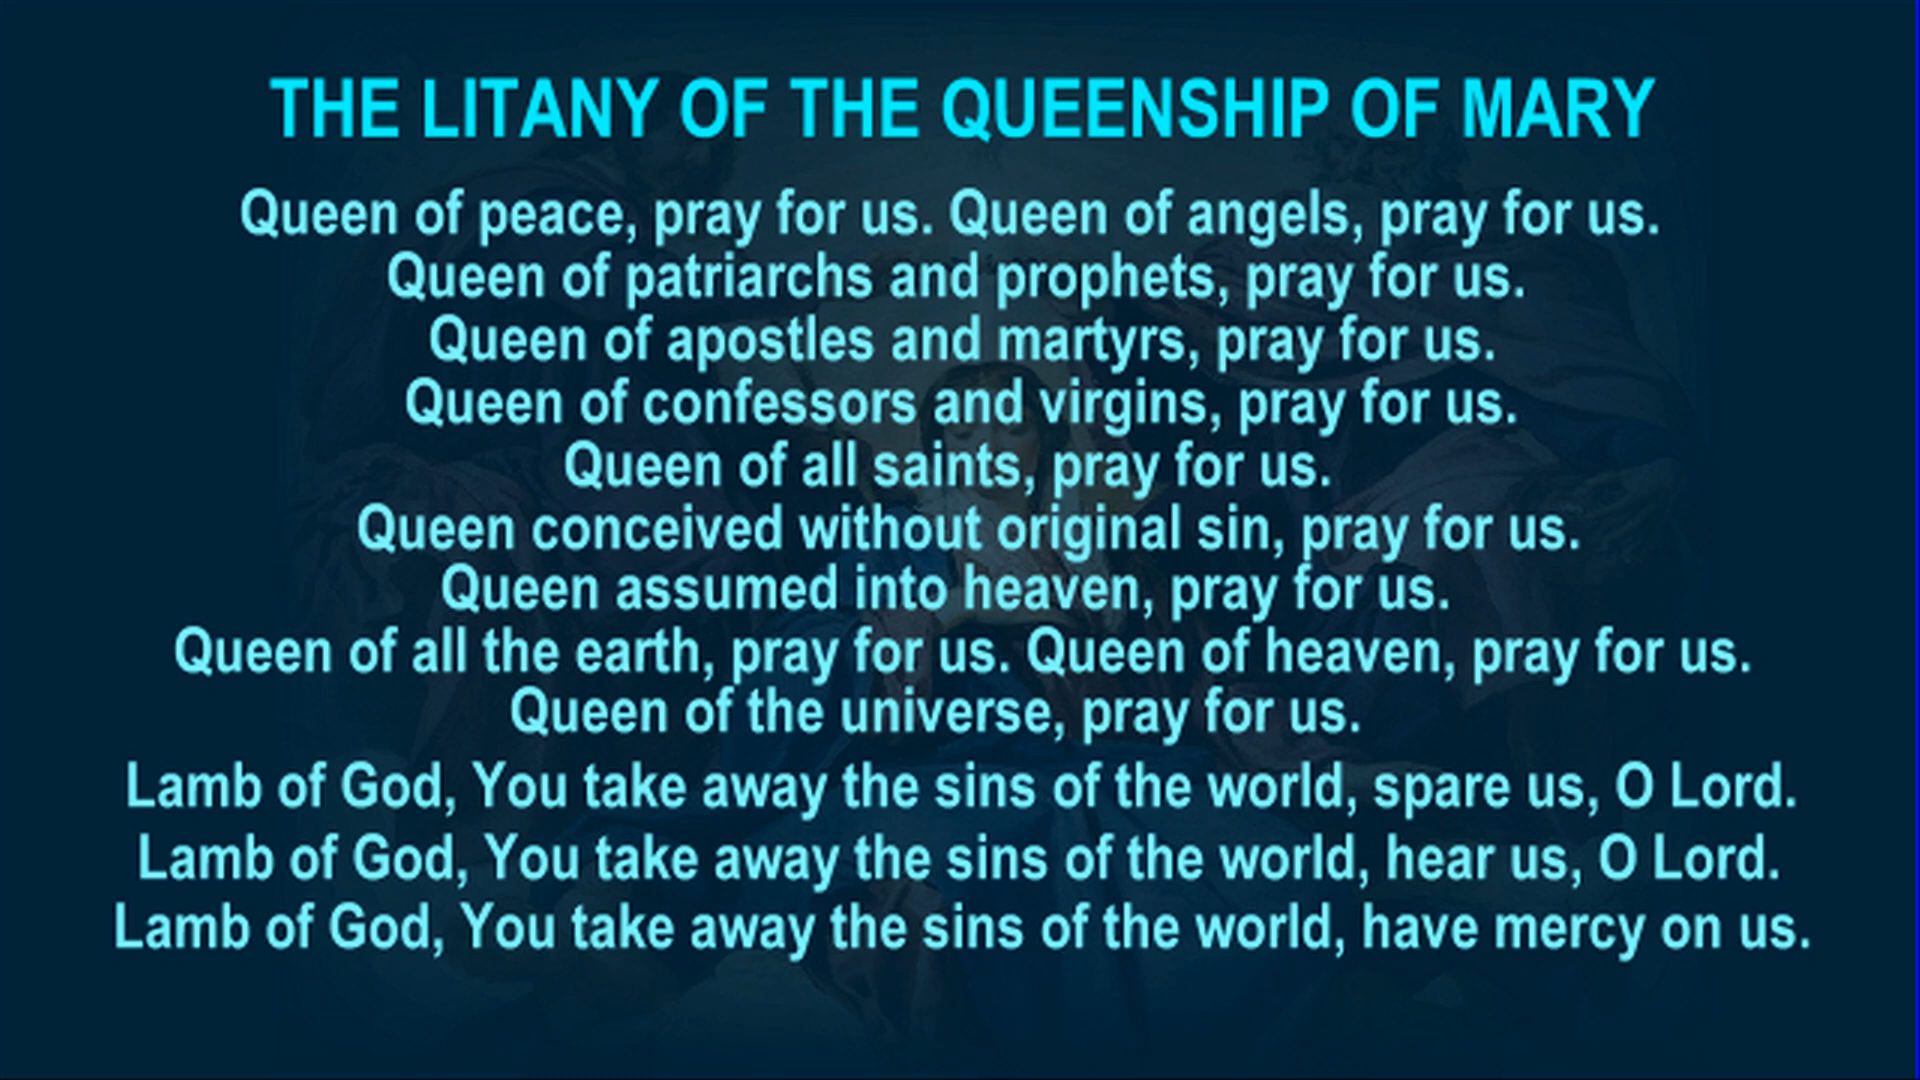 THE LITANY OF THE QUEENSHIP OF MARY
Queen of peace, pray for us. Queen of angels, pray for us.
Queen of patriarchs and prophets, pray for us.
Queen of apostles and martyrs, pray for us.
Queen of confessors and virgins, pray for us.
Queen of all saints, pray for us.
Queen conceived without original sin, pray for us.
Queen assumed into heaven, pray for us.
Queen of all the earth, pray for us. Queen of heaven, pray for us.
Queen of the universe, pray for us.
Lamb of God, You take away the sins of the world, spare us, O Lord.
Lamb of God, You take away the sins of the world, hear us, O Lord.
Lamb of God, You take away the sins of the world, have mercy on us.